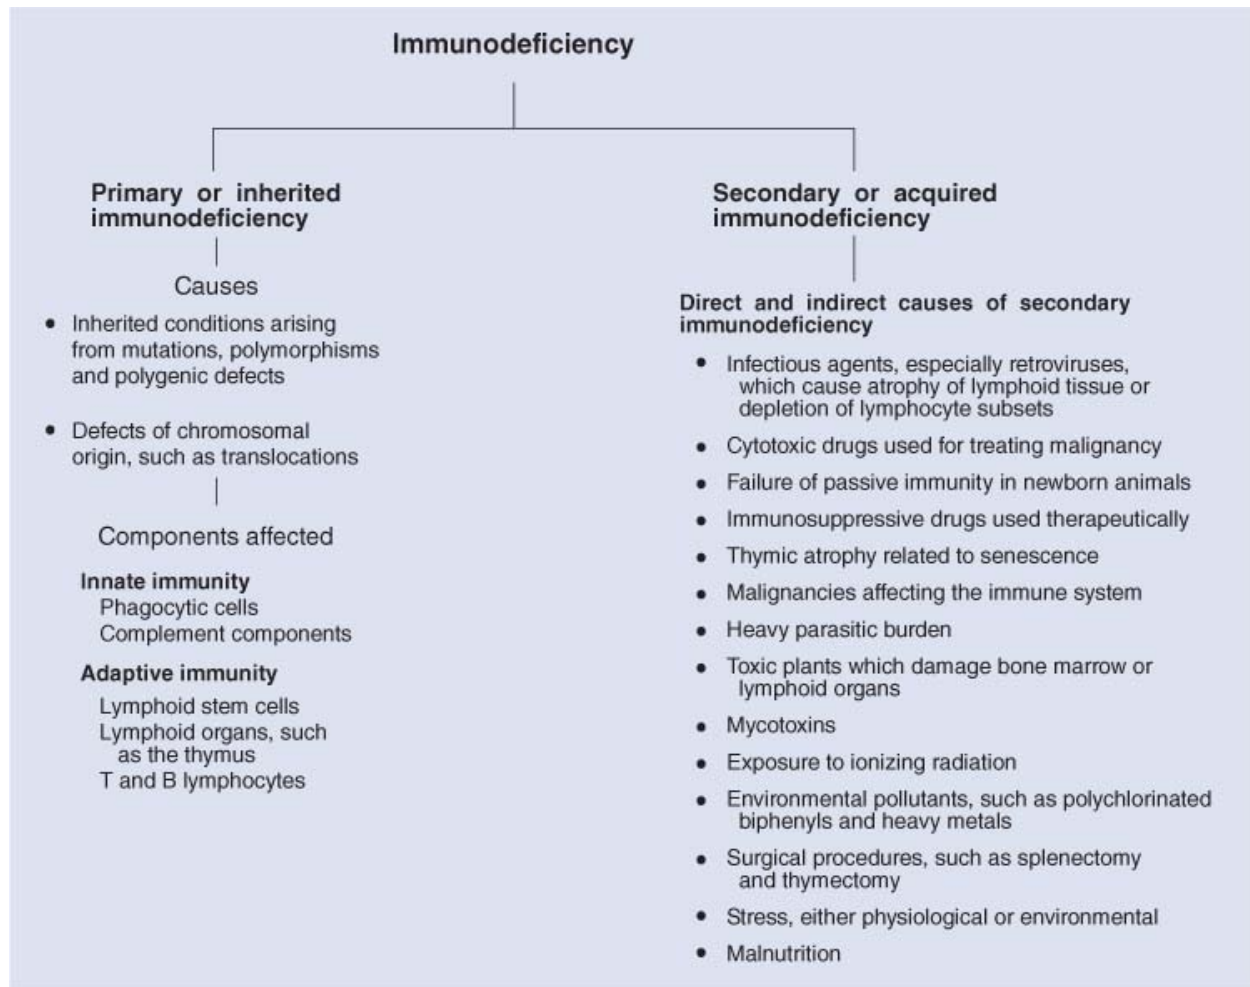 Immunodeficiency
Primary or inherited
immunodeficiency
Causes
• Inherited conditions arising
from mutations, polymorphisms
and polygenic defects
• Defects of chromosomal
origin, such as translocations
Components affected
Innate immunity
Phagocytic cells
Complement components
Adaptive immunity
Lymphoid stem cells
Lymphoid organs, such
as the thymus
T and B lymphocytes
Secondary or acquired
immunodeficiency
Direct and indirect causes of secondary
immunodeficiency
• Infectious agents, especially retroviruses,
which cause atrophy of lymphoid tissue or
depletion of lymphocyte subsets
• Cytotoxic drugs used for treating malignancy
• Failure of passive immunity in newborn animals
• Immunosuppressive drugs used therapeutically
• Thymic atrophy related to senescence
• Malignancies affecting the immune system
• Heavy parasitic burden
• Toxic plants which damage bone marrow or
lymphoid organs
• Mycotoxins
• Exposure to ionizing radiation
• Environmental pollutants, such as polychlorinated
biphenyls and heavy metals
• Surgical procedures, such as splenectomy
and thymectomy
• Stress, either physiological or environmental
• Malnutrition